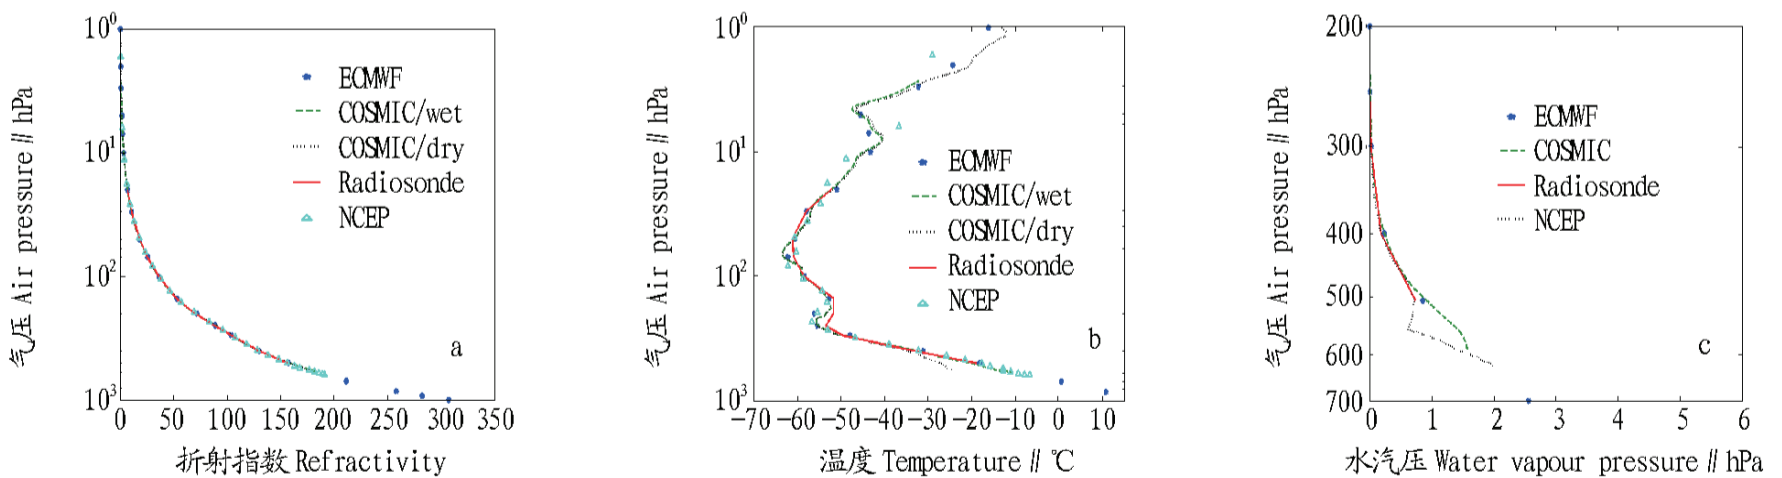 10⁰
10¹
10²
10³
气压 Air pressure // hPa
ECMWF
COSMIC/wet
COSMIC/dry
Radiosonde
NCEP
a
0 50 100 150 200 250 300 350
折射指数 Refractivity
10⁰
10¹
10²
10³
气压 Air pressure // hPa
ECMWF
COSMIC/wet
COSMIC/dry
Radiosonde
NCEP
b
-70 -60 -50 -40 -30 -20 -10 0 10
温度 Temperature // ℃
200
300
400
500
600
700
气压 Air pressure // hPa
ECMWF
COSMIC
Radiosonde
NCEP
c
0 1 2 3 4 5 6
水汽压 Water vapour pressure // hPa